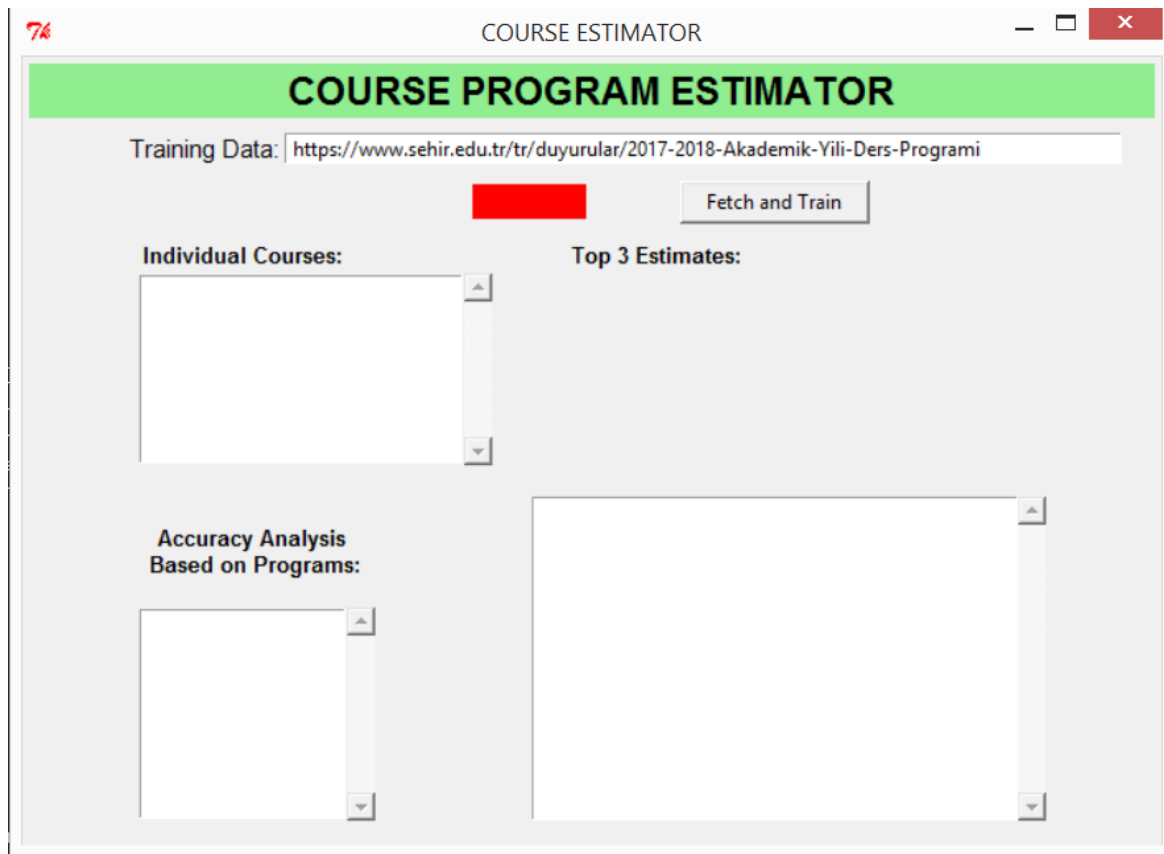 COURSE ESTIMATOR
COURSE PROGRAM ESTIMATOR
Training Data: https://www.sehir.edu.tr/tr/duyurular/2017-2018-Akademik-Yili-Ders-Programi
Fetch and Train
Individual Courses: Top 3 Estimates:
Accuracy Analysis
Based on Programs: